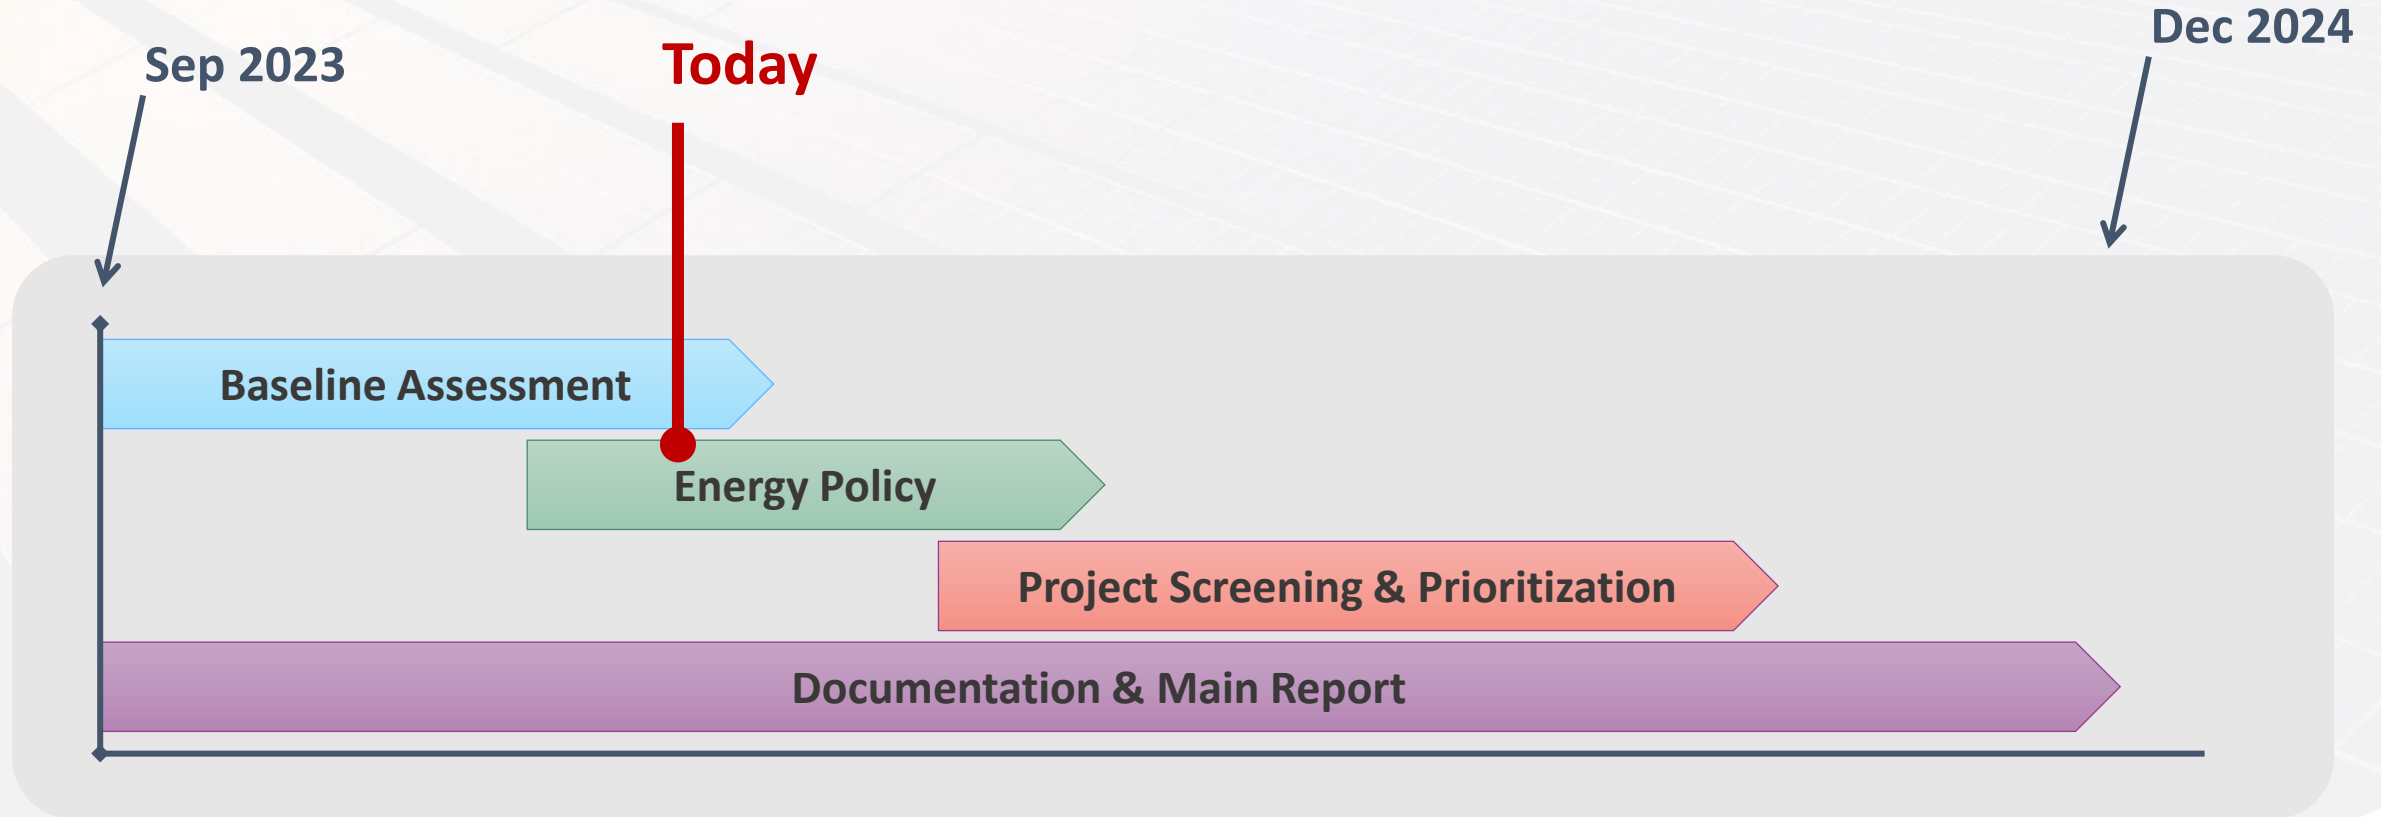 Sep 2023
Today
Dec 2024
Baseline Assessment
Energy Policy
Project Screening & Prioritization
Documentation & Main Report